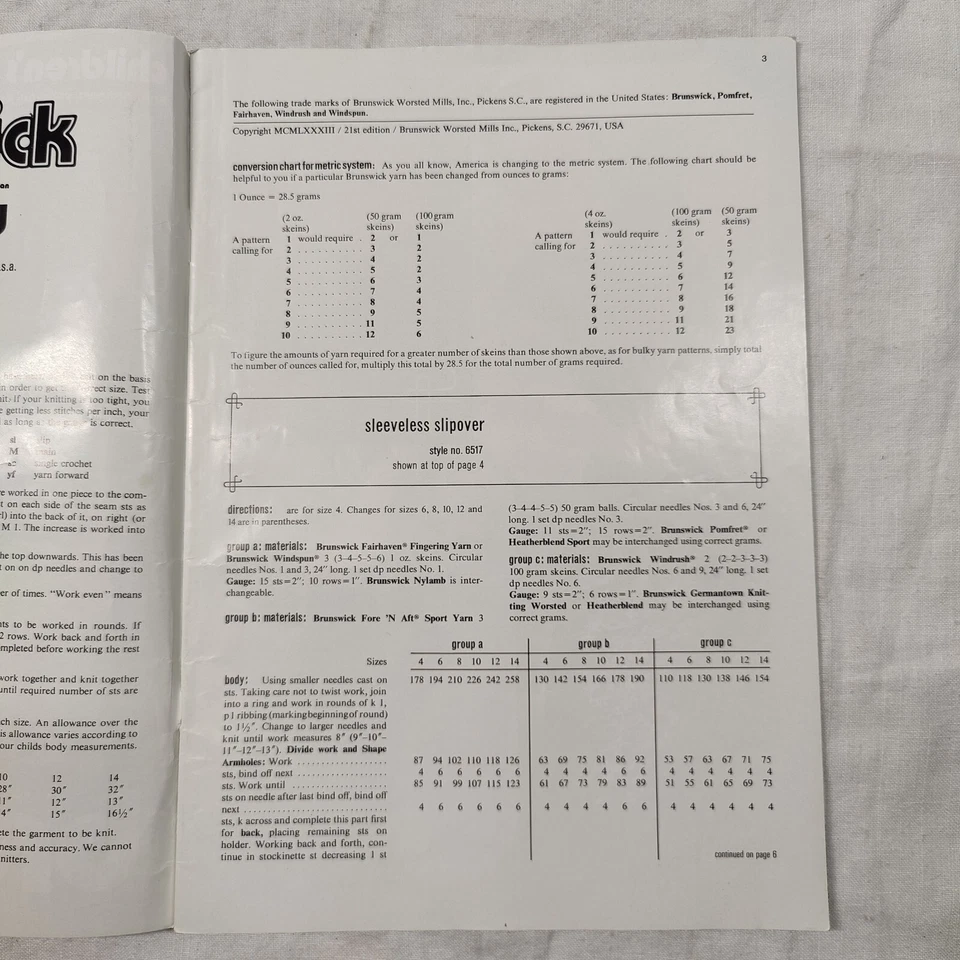 ick
on
s.a.
on the basis
n order to get rect size. Test
nit. If your knitting too tight, you
e getting less stitches per inch, your
as long as the is correct.
sl
M
single crochet
yf yarn forward
e worked in one piece to the com-
t on each side of the seam sts as
l) into the back of it, on right (or
M 1. The increase is worked into
he top downwards. This has been
t on on dp needles and change to
er of times. "Work even" means
nts to be worked in rounds. If
2 rows. Work back and forth in
mpleted before working the rest
work together and knit together
until required number of sts are
ch size. An allowance over the
is allowance varies according to
our childs body measurements.
10 12 14
28″ 30″ 32″
1″ 12″ 13″
4″ 15″ 16½″
ete the garment to be knit.
ness and accuracy. We cannot
nitters.
3
The following trade marks of Brunswick Worsted Mills, Inc., Pickens S.C., are registered in the United States: Brunswick, Pomfret,
Fairhaven, Windrush and Windspun.
Copyright MCMLXXXIII / 21st edition / Brunswick Worsted Mills Inc., Pickens, S.C. 29671, USA
conversion chart for metric system: As you all know, America is changing to the metric system. The following chart should be
helpful to you if a particular Brunswick yarn has been changed from ounces to grams:
1 Ounce = 28.5 grams
(2 oz. skeins) (50 gram skeins) (100 gram skeins)
A pattern 1 would require . 2 or 1
calling for 2 . . . . . . . . . . 3 2
3 . . . . . . . . . . 4 2
4 . . . . . . . . . . 5 2
5 . . . . . . . . . . 6 3
6 . . . . . . . . . . 7 4
7 . . . . . . . . . . 8 4
8 . . . . . . . . . . 9 5
9 . . . . . . . . . . 11 5
10 . . . . . . . . . . 12 6
(4 oz. skeins) (100 gram skeins) (50 gram skeins)
A pattern 1 would require . 2 or 3
calling for 2 . . . . . . . . . . 3 5
3 . . . . . . . . . . 4 7
4 . . . . . . . . . . 5 9
5 . . . . . . . . . . 6 12
6 . . . . . . . . . . 7 14
7 . . . . . . . . . . 8 16
8 . . . . . . . . . . 9 18
9 . . . . . . . . . . 11 21
10 . . . . . . . . . . 12 23
To figure the amounts of yarn required for a greater number of skeins than those shown above, as for bulky yarn patterns, simply total
the number of ounces called for, multiply this total by 28.5 for the total number of grams required.
sleeveless slipover
style no. 6517
shown at top of page 4
directions: are for size 4. Changes for sizes 6, 8, 10, 12 and
14 are in parentheses.
group a: materials: Brunswick Fairhaven® Fingering Yarn or
Brunswick Windspun® 3 (3–4–5–5–6) 1 oz. skeins. Circular
needles Nos. 1 and 3, 24″ long. 1 set dp needles No. 1.
Gauge: 15 sts=2″; 10 rows=1″. Brunswick Nylamb is inter-
changeable.
group b: materials: Brunswick Fore 'N Aft® Sport Yarn 3
(3–4–4–5–5) 50 gram balls. Circular needles Nos. 3 and 6, 24″
long. 1 set dp needles No. 3.
Gauge: 11 sts=2″; 15 rows=2″. Brunswick Pomfret® or
Heatherblend Sport may be interchanged using correct grams.
group c: materials: Brunswick Windrush® 2 (2–2–3–3–3)
100 gram skeins. Circular needles Nos. 6 and 9, 24″ long. 1 set
dp needles No. 6.
Gauge: 9 sts=2″; 6 rows=1″. Brunswick Germantown Knit-
ting Worsted or Heatherblend may be interchanged using
correct grams.
group a group b group c
Sizes 4 6 8 10 12 14 4 6 8 10 12 14 4 6 8 10 12 14
body: Using smaller needles cast on 178 194 210 226 242 258 130 142 154 166 178 190 110 118 130 138 146 154
sts. Taking care not to twist work, join
into a ring and work in rounds of k 1,
p 1 ribbing (marking beginning of round)
to 1½″. Change to larger needles and
knit until work measures 8″ (9″–10″–
11″–12″–13″). Divide work and Shape
Armholes: Work . . . . . . . . . . . . . . . 87 94 102 110 118 126 63 69 75 81 86 92 53 57 63 67 71 75
sts, bind off next . . . . . . . . . . . . . . . 4 6 6 6 6 6 4 4 4 4 6 6 4 4 4 4 4 4
sts. Work until . . . . . . . . . . . . . . . . 85 91 99 107 115 123 61 67 73 79 83 89 51 55 61 65 69 73
sts on needle after last bind off, bind off
next . . . . . . . . . . . . . . . . . . . . . . . 4 6 6 6 6 6 4 4 4 4 6 6 4 4 4 4 4 4
sts, k across and complete this part first
for back, placing remaining sts on
holder. Working back and forth, con-
tinue in stockinette st decreasing 1 st
continued on page 6